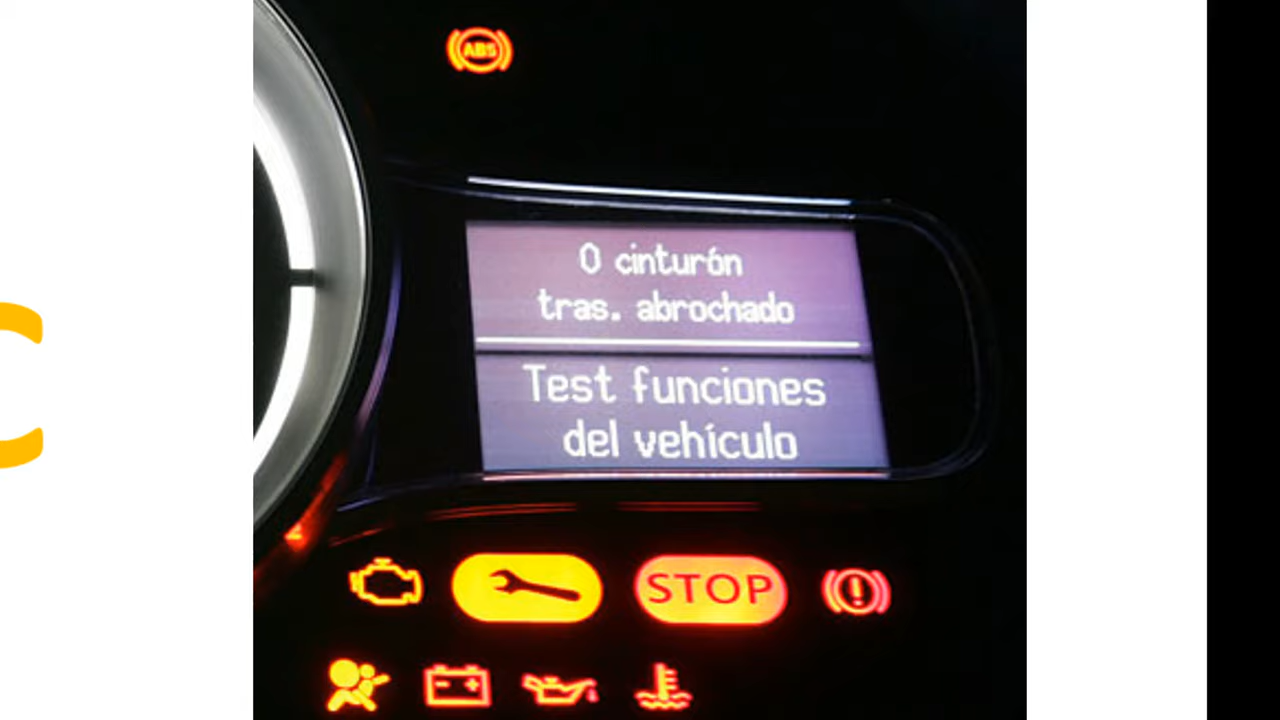 ABS
0 cinturón
tras. abrochado
Test funciones
del vehículo
STOP